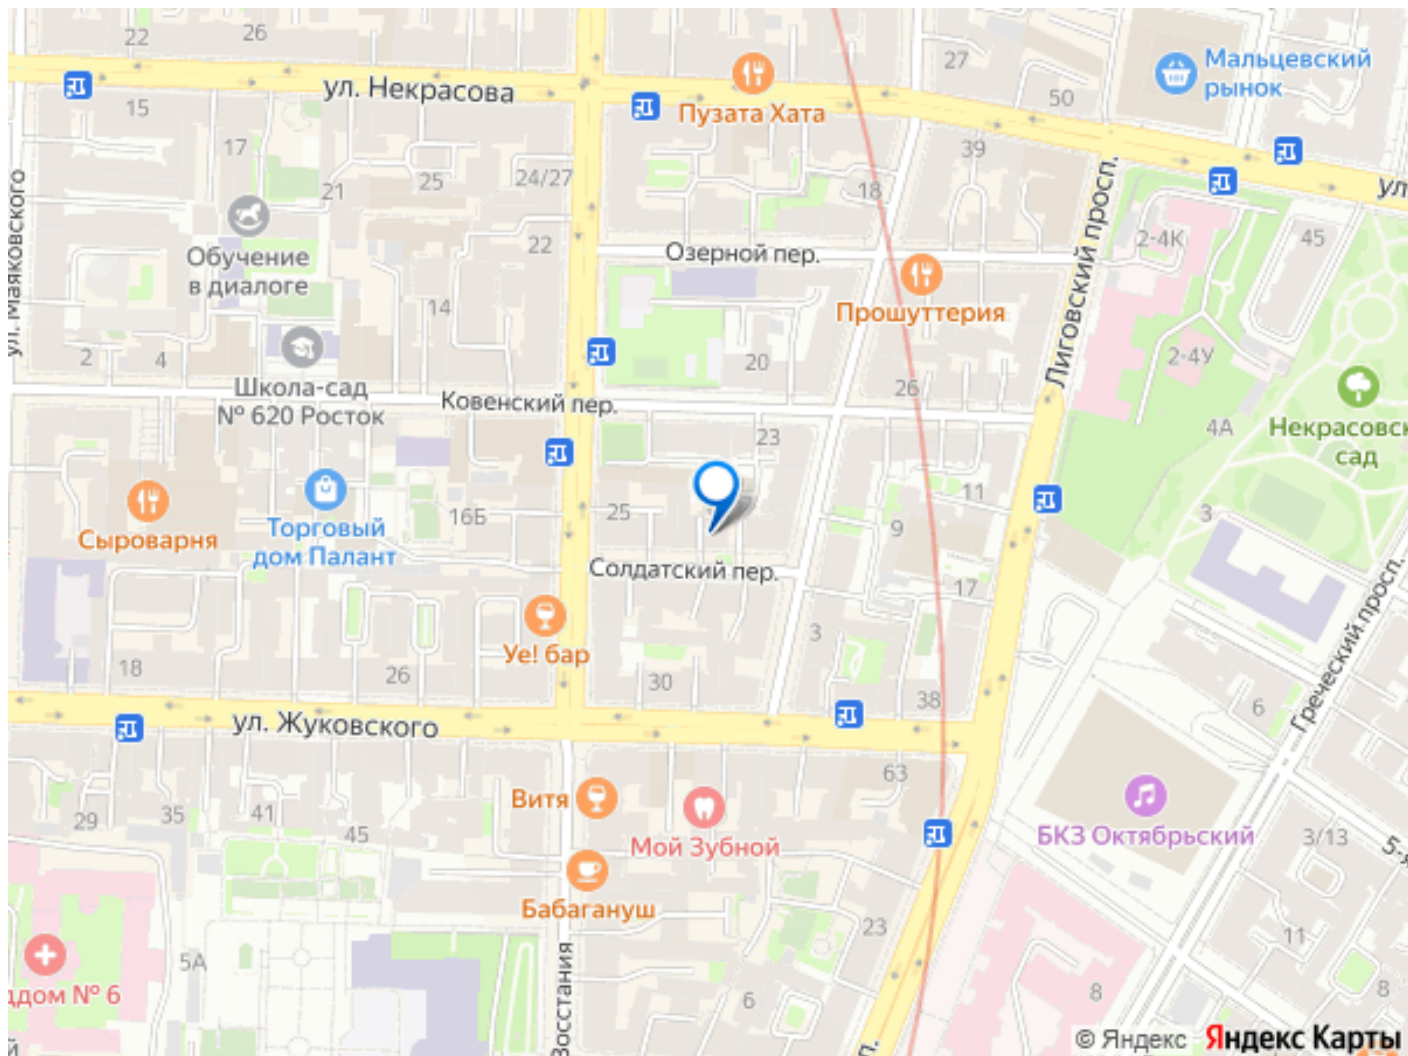 22
26
27
Мальцевский
рынок
ул. Некрасова
Пузата Хата
50
15
17
39
ул.
21
25
24/27
18
ул. Маяковского
Обучение
в диалоге
22
Озерной пер.
Лиговский просп.
2-4К
45
14
Прошуттерия
2
4
20
2-4У
26
Школа-сад
№ 620 Росток
Ковенский пер.
23
4А
Некрасовск
сад
Сыроварня
Торговый
дом Палант
16Б
25
11
9
3
Солдатский пер.
17
Греческий просп.
Уе! бар
3
18
26
30
38
6
ул. Жуковского
63
29
35
41
45
Витя
Мой Зубной
БКЗ Октябрьский
3/13
5-я
Бабагануш
23
11
5А
Восстания
ддом № 6
6
8
8
й
п.
© Яндекс Яндекс Карты